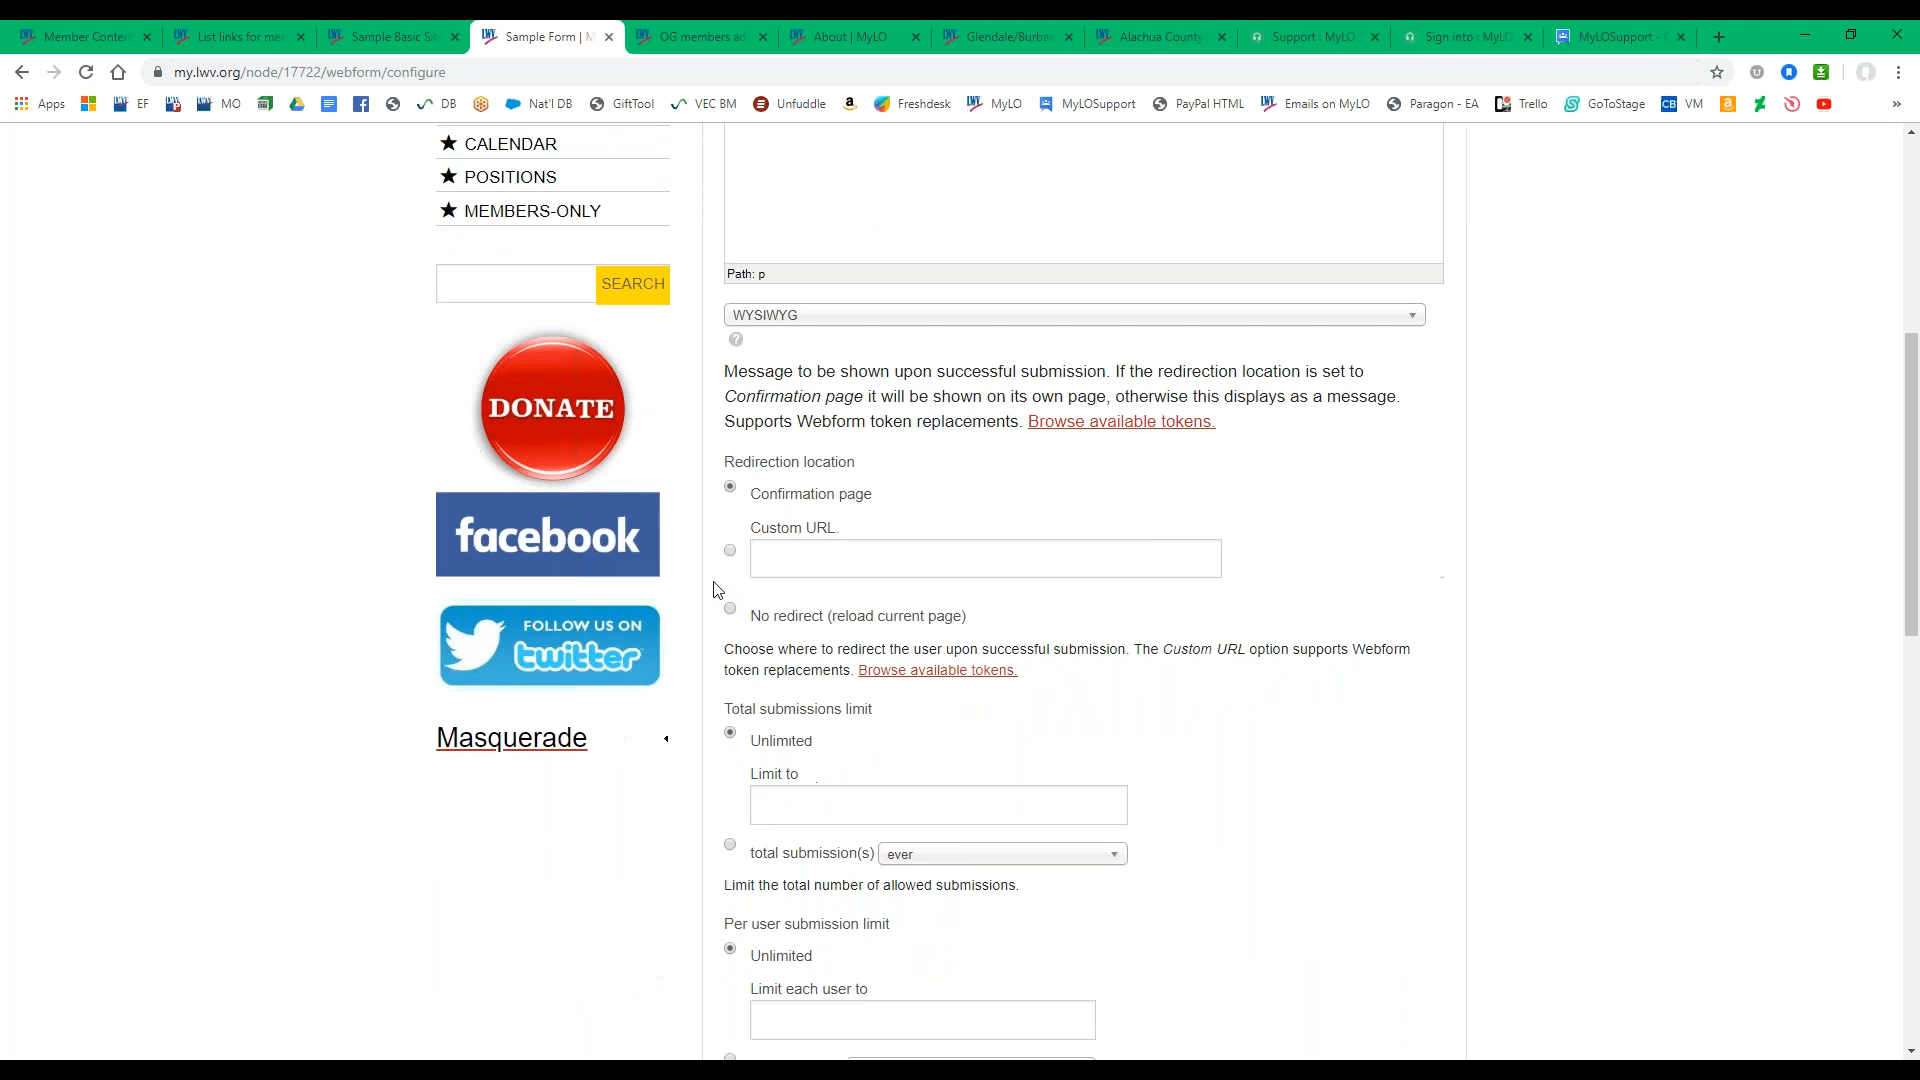 Member Conten
List links for me
Sample Basic Sit
Sample Form | M
OG members ad
About | MyLO
Glendale/Burba
Alachua County
Support : MyLO S
Sign into : MyLO
MyLOSupport -
my.lwv.org/node/17722/webform/configure
Apps
EF
MO
DB
Nat'l DB
GiftTool
VEC BM
Unfuddle
Freshdesk
MyLO
MyLOSupport
PayPal HTML
Emails on MyLO
Paragon - EA
Trello
GoToStage
CB VM
»
★ CALENDAR
★ POSITIONS
★ MEMBERS-ONLY
SEARCH
DONATE
facebook
FOLLOW US ON
twitter
Masquerade
Path: p
WYSIWYG
Message to be shown upon successful submission. If the redirection location is set to
Confirmation page it will be shown on its own page, otherwise this displays as a message.
Supports Webform token replacements. Browse available tokens.
Redirection location
Confirmation page
Custom URL.
No redirect (reload current page)
Choose where to redirect the user upon successful submission. The Custom URL option supports Webform
token replacements. Browse available tokens.
Total submissions limit
Unlimited
Limit to
total submission(s) ever
Limit the total number of allowed submissions.
Per user submission limit
Unlimited
Limit each user to